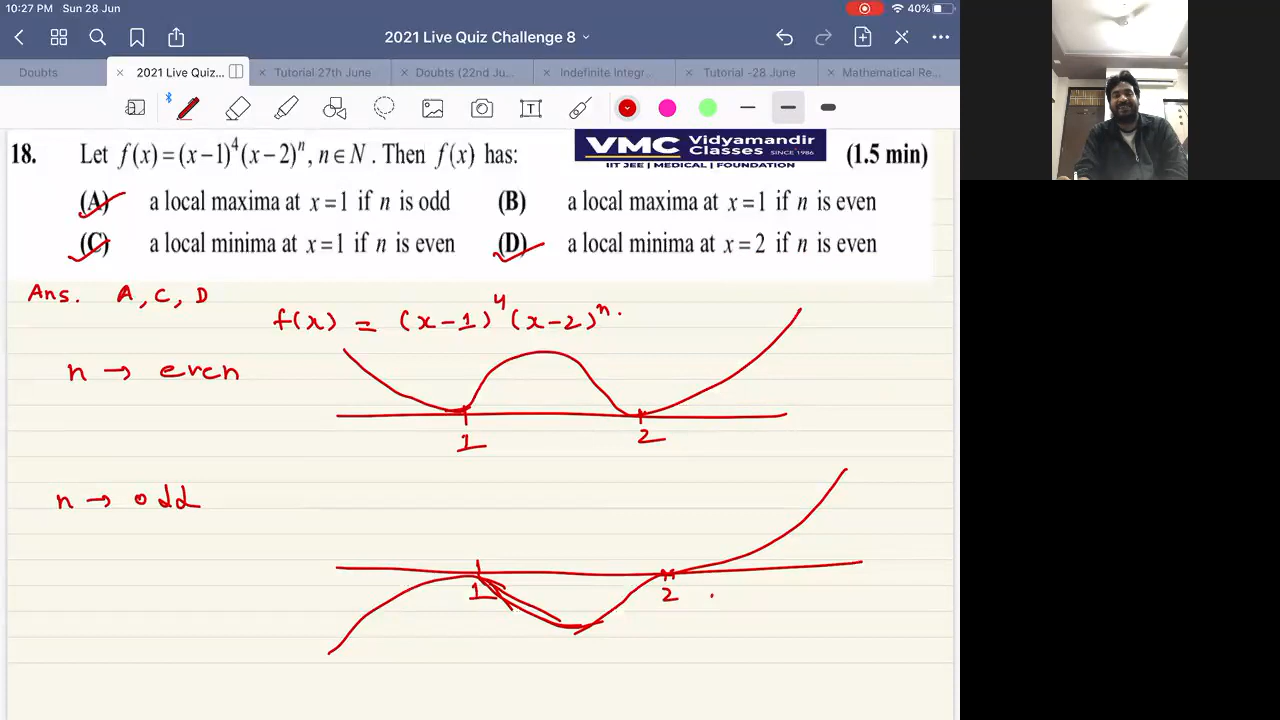 10:27 PM Sun 28 Jun 40%
2021 Live Quiz Challenge 8
Doubts 2021 Live Quiz... Tutorial 27th June Doubts (22nd Ju... Indefinite Integr... Tutorial -28 June Mathematical Re...
18. Let f(x) = (x−1)⁴(x−2)ⁿ, n∈N. Then f(x) has: (1.5 min)
VMC Vidyamandir Classes SINCE 1986
IIT JEE | MEDICAL | FOUNDATION
(A) a local maxima at x=1 if n is odd (B) a local maxima at x=1 if n is even
(C) a local minima at x=1 if n is even (D) a local minima at x=2 if n is even
Ans. A, C, D
f(x) = (x−1)⁴(x−2)ⁿ.
n → even
1 2
n → odd
1 2